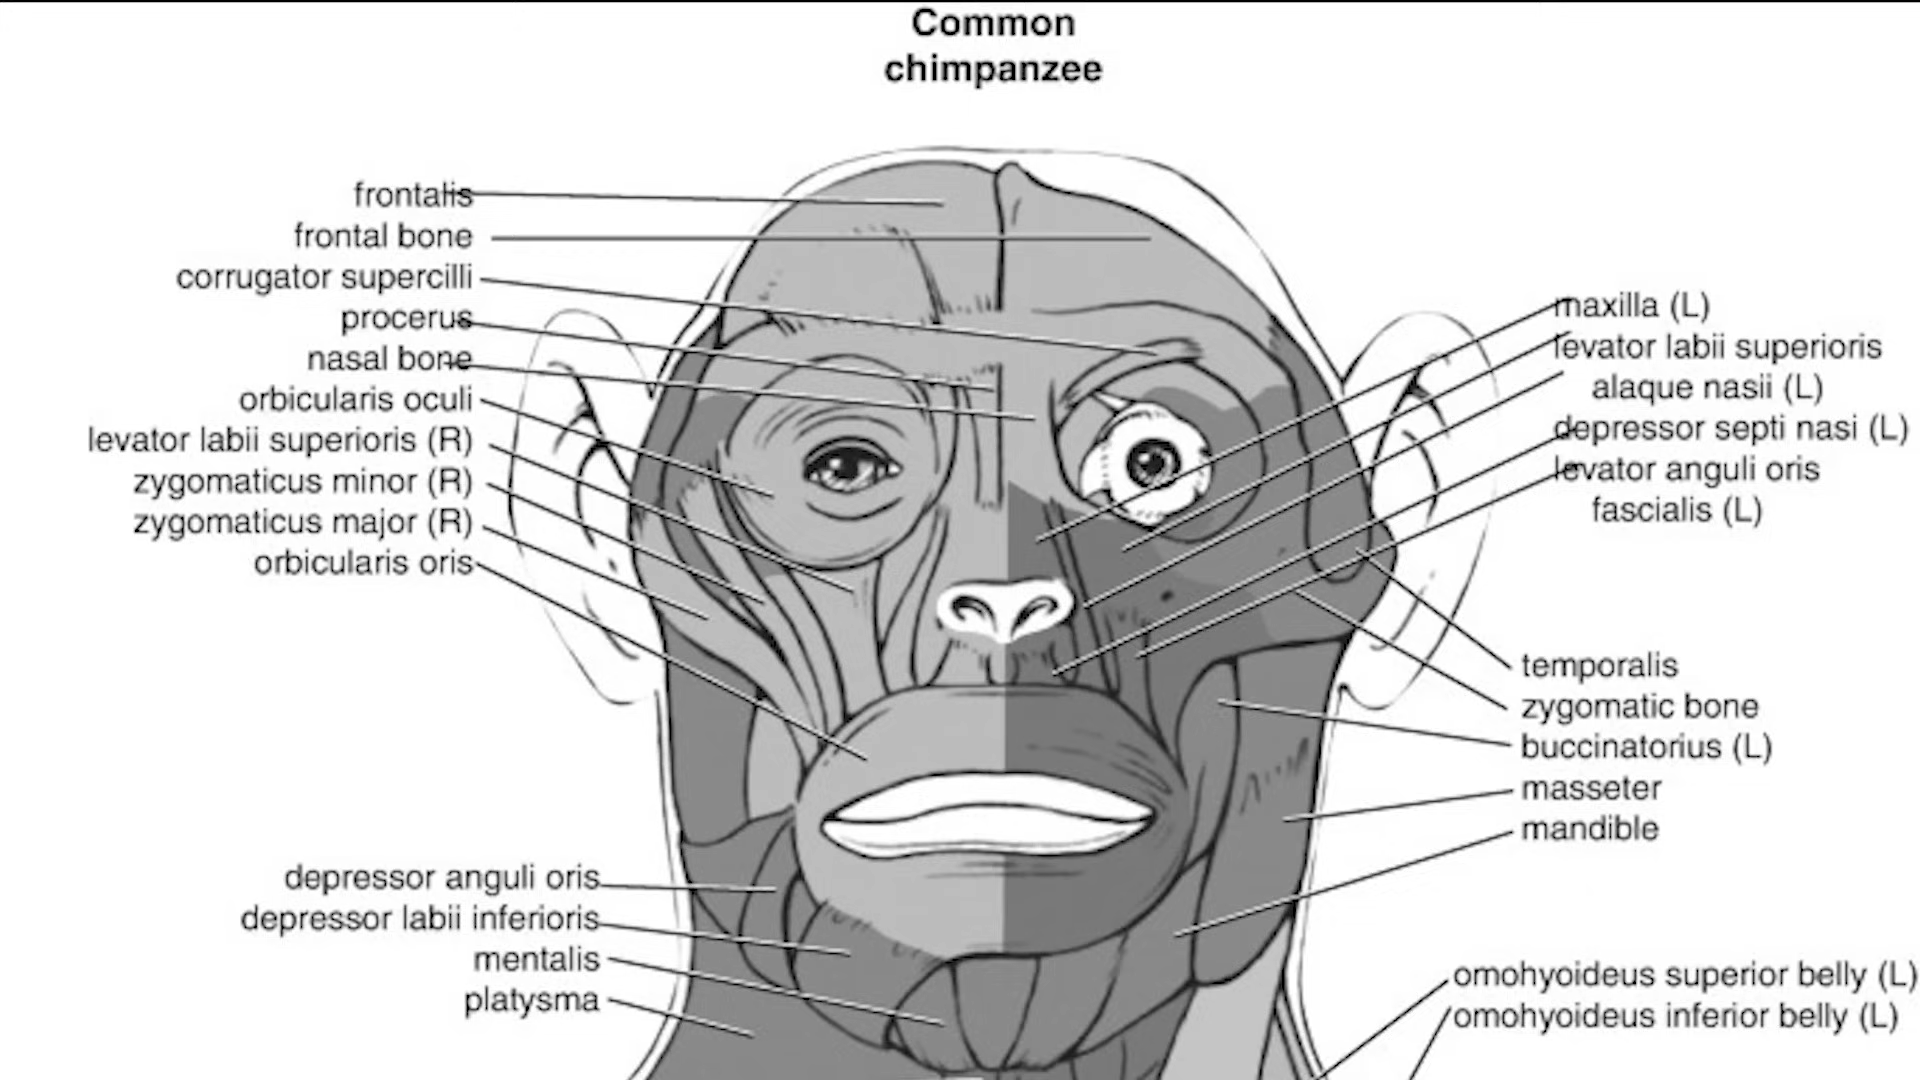 Common
chimpanzee
frontalis
frontal bone
corrugator supercilli
procerus
nasal bone
orbicularis oculi
levator labii superioris (R)
zygomaticus minor (R)
zygomaticus major (R)
orbicularis oris
depressor anguli oris
depressor labii inferioris
mentalis
platysma
maxilla (L)
levator labii superioris
alaque nasii (L)
depressor septi nasi (L)
levator anguli oris
fascialis (L)
temporalis
zygomatic bone
buccinatorius (L)
masseter
mandible
omohyoideus superior belly (L)
omohyoideus inferior belly (L)